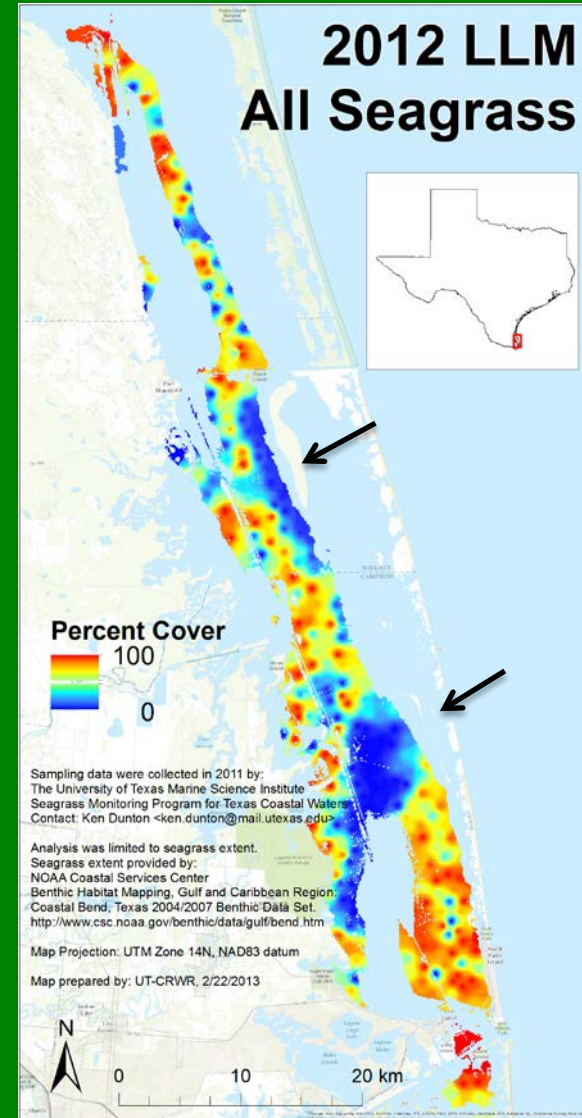 2012 LLM
All Seagrass
Port
Mansfield
WILLACY
CAMERON
Percent Cover
100
0
Sampling data were collected in 2011 by:
The University of Texas Marine Science Institute
Seagrass Monitoring Program for Texas Coastal Waters
Contact: Ken Dunton <ken.dunton@mail.utexas.edu>
Analysis was limited to seagrass extent.
Seagrass extent provided by:
NOAA Coastal Services Center
Benthic Habitat Mapping, Gulf and Caribbean Region:
Coastal Bend, Texas 2004/2007 Benthic Data Set.
http://www.csc.noaa.gov/benthic/data/gulf/bend.htm
Map Projection: UTM Zone 14N, NAD83 datum
Map prepared by: UT-CRWR, 2/22/2013
N
0
10
20 km